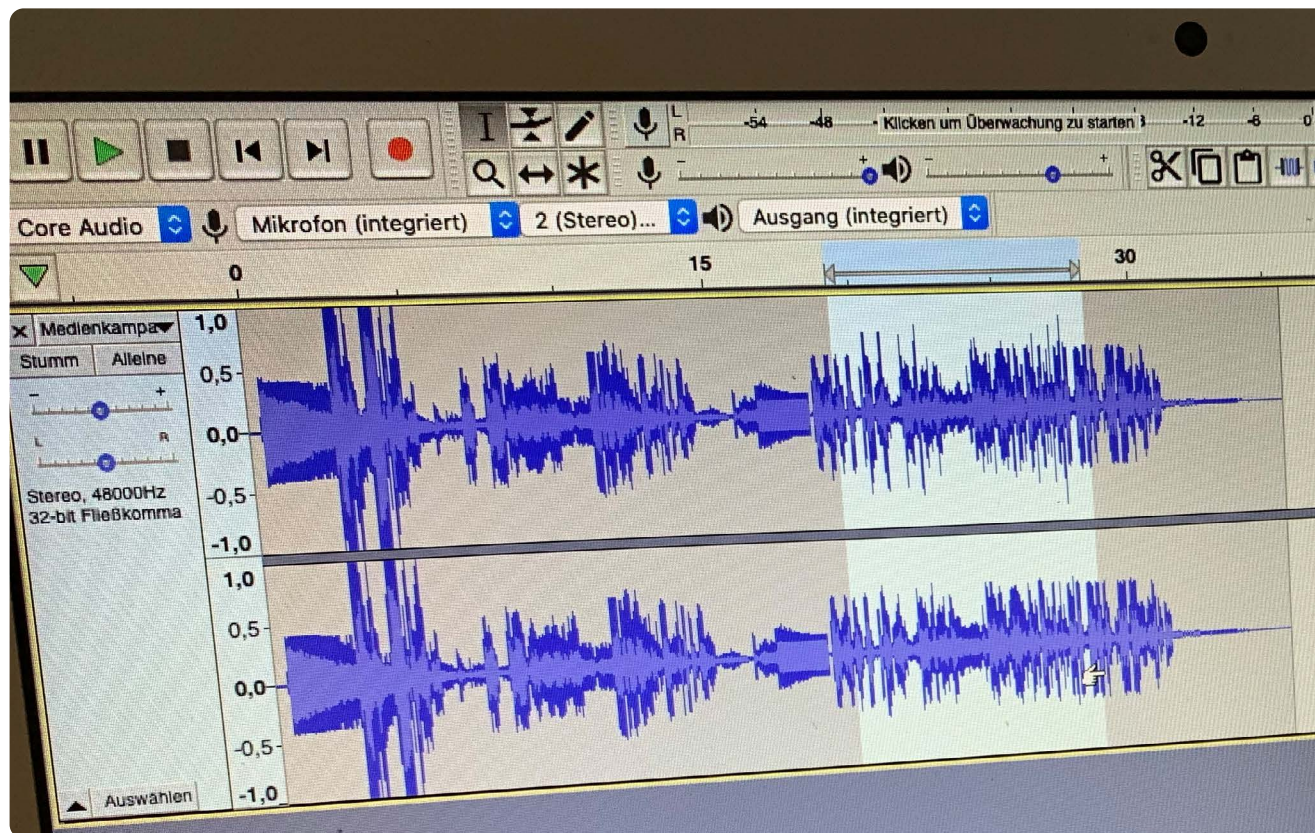 L
R
-54 -48 - Klicken um Überwachung zu starten -12 -6 0
- + - +
Core Audio Mikrofon (integriert) 2 (Stereo)... Ausgang (integriert)
0 15 30
× Medienkampa
Stumm Alleine
- +
L R
Stereo, 48000Hz
32-bit Fließkomma
1,0
0,5
0,0
-0,5
-1,0
1,0
0,5
0,0
-0,5
-1,0
Auswählen